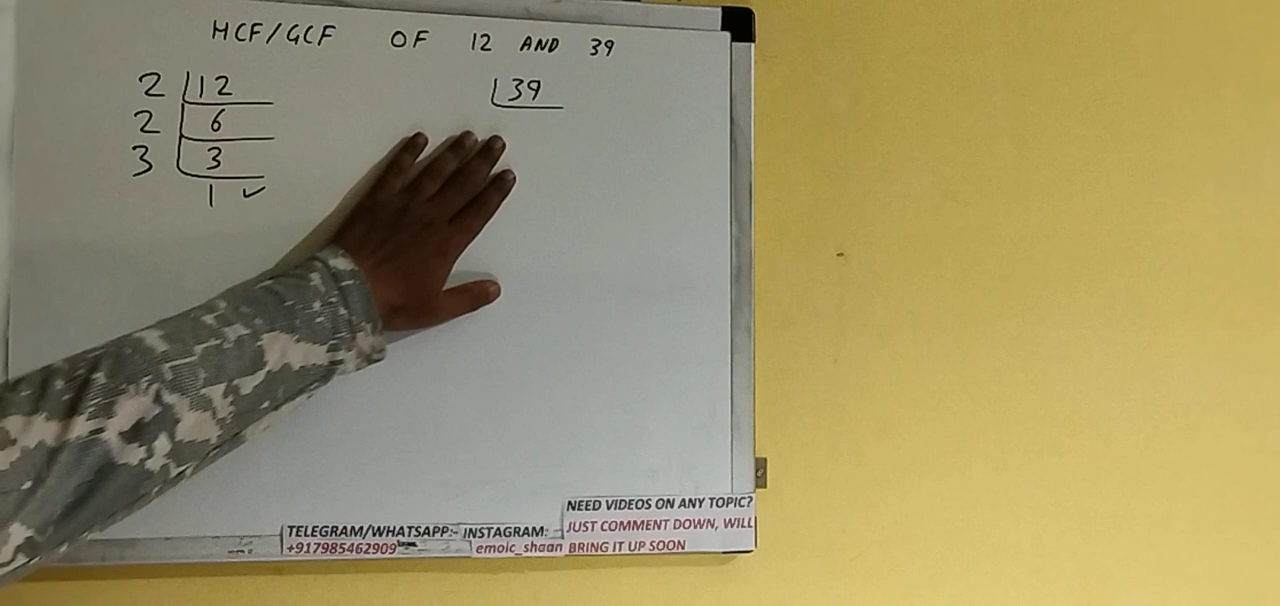 HCF/GCF OF 12 AND 39
2 12
2 6
3 3
1 ✓
39
NEED VIDEOS ON ANY TOPIC?
JUST COMMENT DOWN, WILL
BRING IT UP SOON
TELEGRAM/WHATSAPP:- INSTAGRAM:-
+917985462909 emoic_shaan